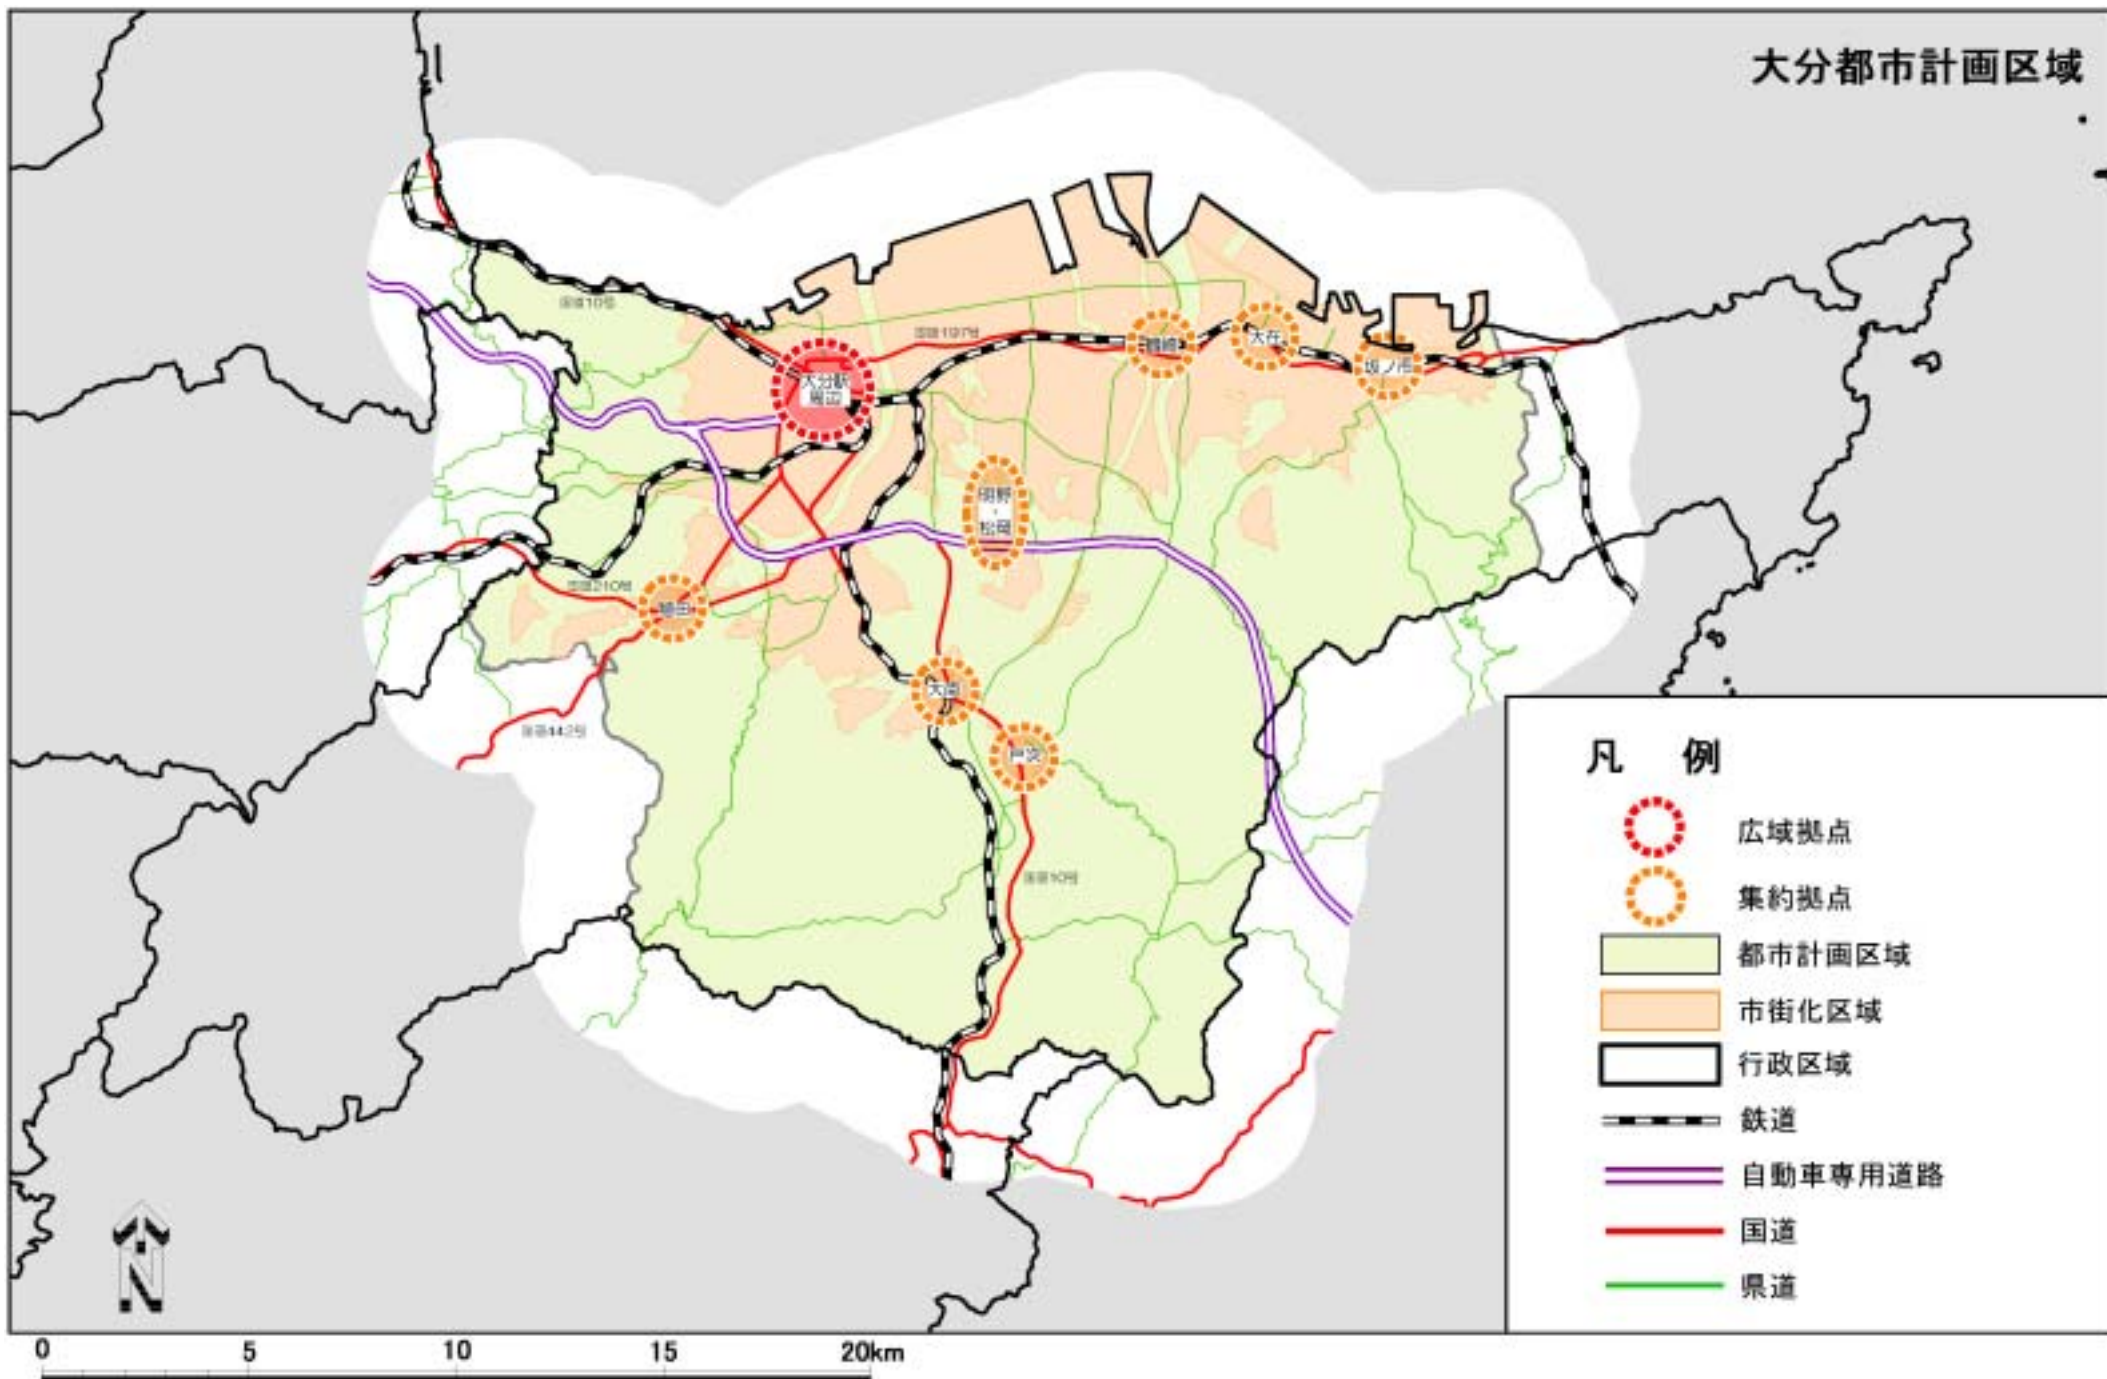 大分都市計画区域
国道10号
国道197号
鶴崎
大在
坂ノ市
大分駅
周辺
明野
・
松岡
国道210号
稙田
大南
国道442号
戸次
国道10号
凡 例
広域拠点
集約拠点
都市計画区域
市街化区域
行政区域
鉄道
自動車専用道路
国道
県道
N
0 5 10 15 20km